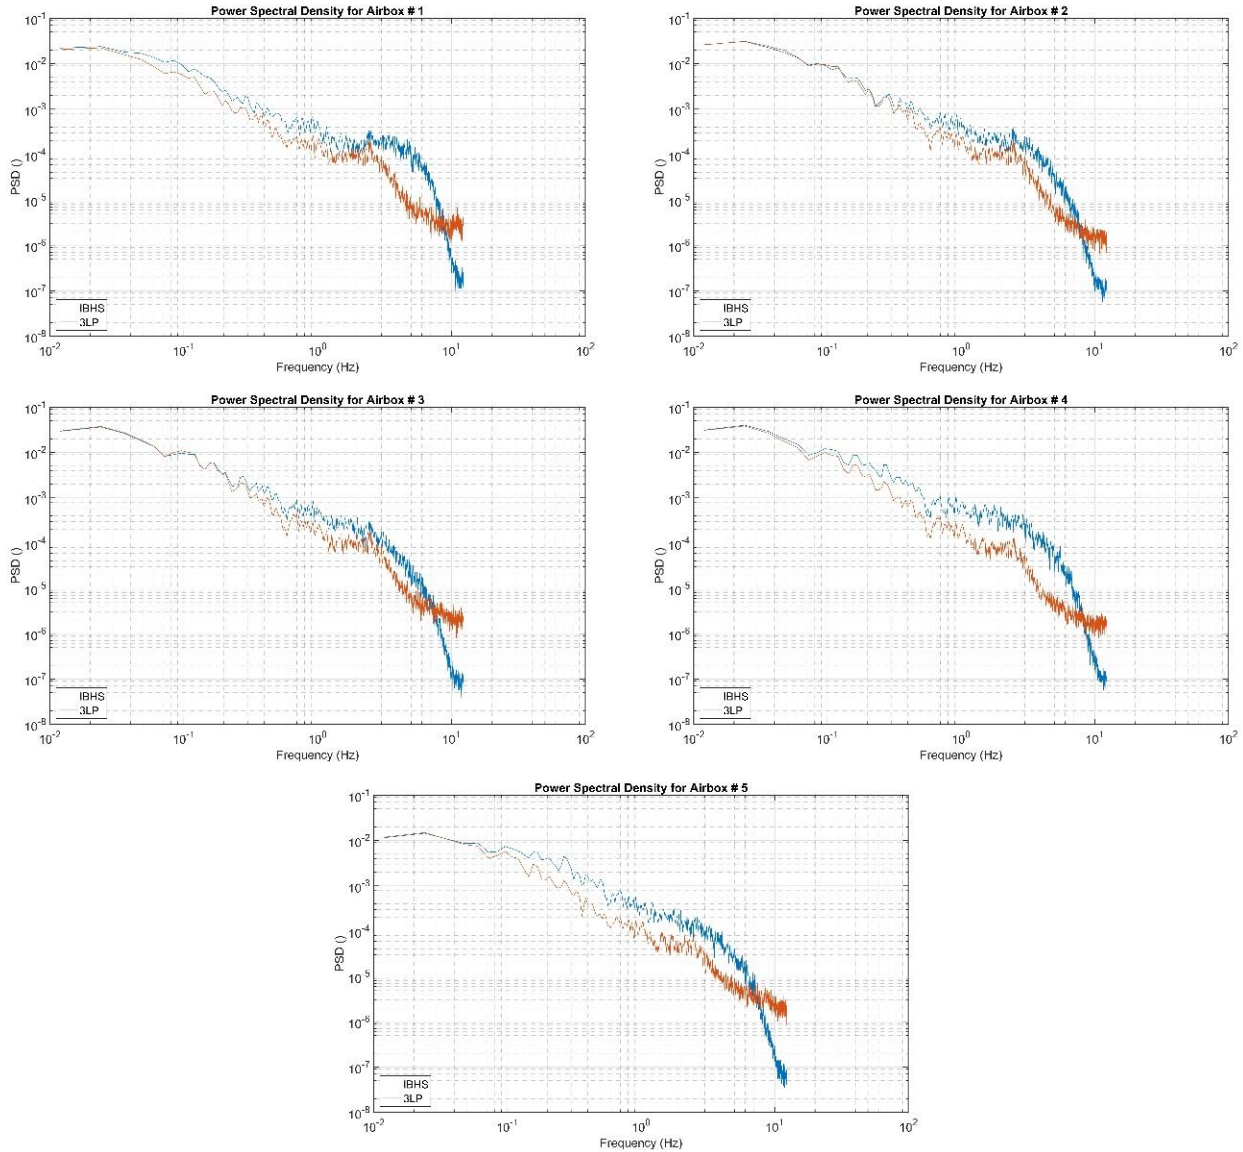 Power Spectral Density for Airbox # 1
10^-1
10^-2
10^-3
10^-4
10^-5
10^-6
10^-7
10^-8
PSD ()
IBHS
3LP
10^-2 10^-1 10^0 10^1 10^2
Frequency (Hz)
Power Spectral Density for Airbox # 2
10^-1
10^-2
10^-3
10^-4
10^-5
10^-6
10^-7
10^-8
PSD ()
IBHS
3LP
10^-2 10^-1 10^0 10^1 10^2
Frequency (Hz)
Power Spectral Density for Airbox # 3
10^-1
10^-2
10^-3
10^-4
10^-5
10^-6
10^-7
10^-8
PSD ()
IBHS
3LP
10^-2 10^-1 10^0 10^1 10^2
Frequency (Hz)
Power Spectral Density for Airbox # 4
10^-1
10^-2
10^-3
10^-4
10^-5
10^-6
10^-7
10^-8
PSD ()
IBHS
3LP
10^-2 10^-1 10^0 10^1 10^2
Frequency (Hz)
Power Spectral Density for Airbox # 5
10^-1
10^-2
10^-3
10^-4
10^-5
10^-6
10^-7
10^-8
PSD ()
IBHS
3LP
10^-2 10^-1 10^0 10^1 10^2
Frequency (Hz)